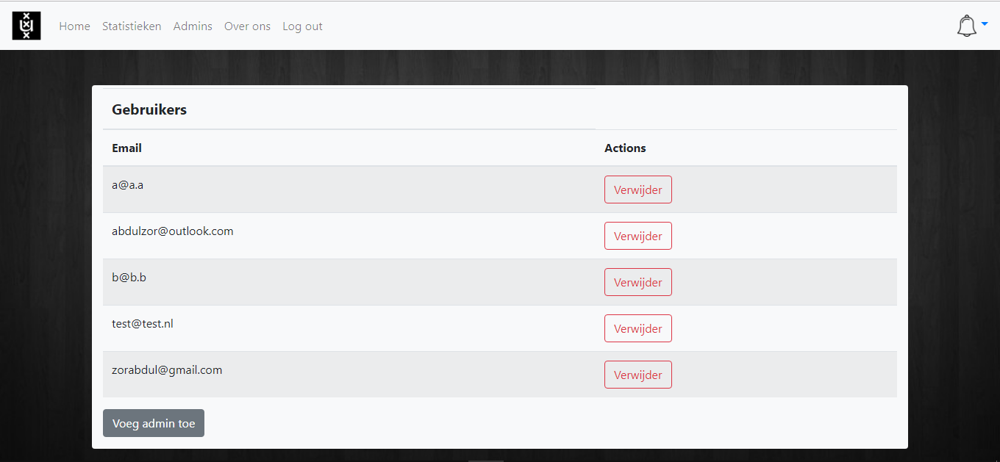 Home Statistieken Admins Over ons Log out
Gebruikers
Email Actions
a@a.a Verwijder
abdulzor@outlook.com Verwijder
b@b.b Verwijder
test@test.nl Verwijder
zorabdul@gmail.com Verwijder
Voeg admin toe